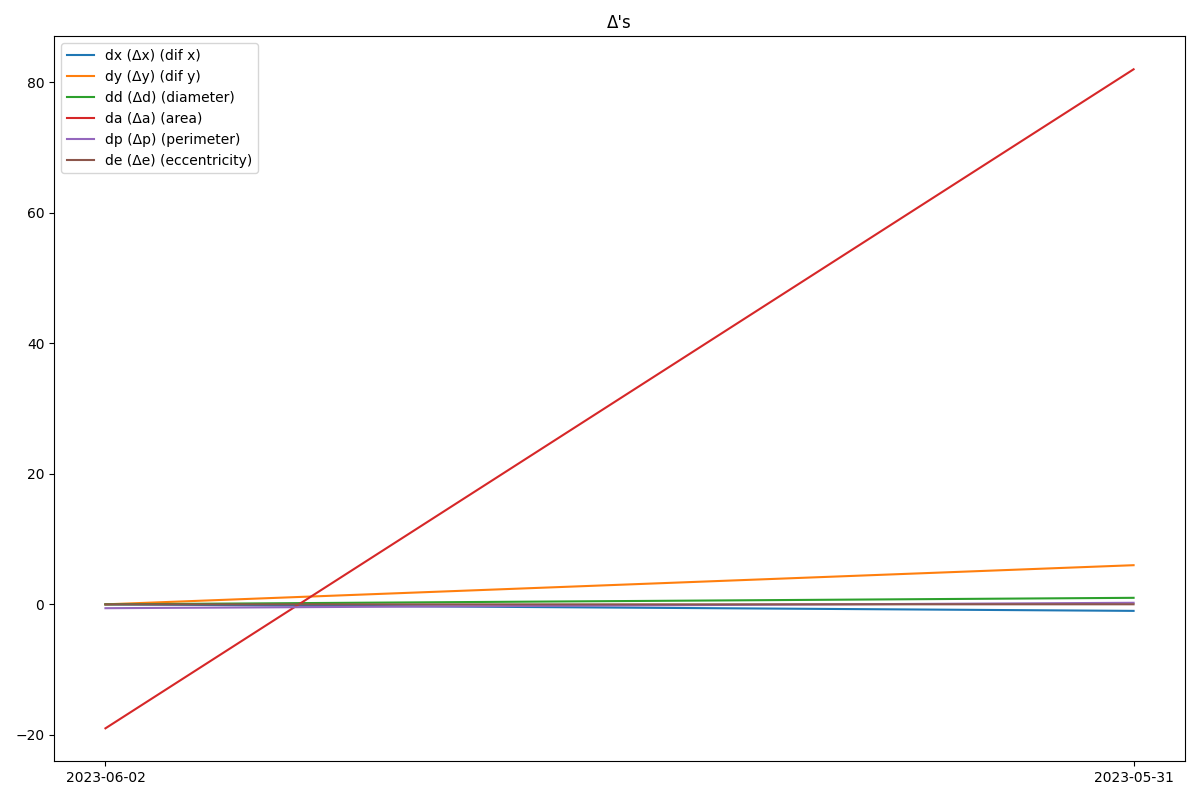 Δ's
dx (Δx) (dif x)
dy (Δy) (dif y)
dd (Δd) (diameter)
da (Δa) (area)
dp (Δp) (perimeter)
de (Δe) (eccentricity)
80
60
40
20
0
−20
2023-06-02
2023-05-31